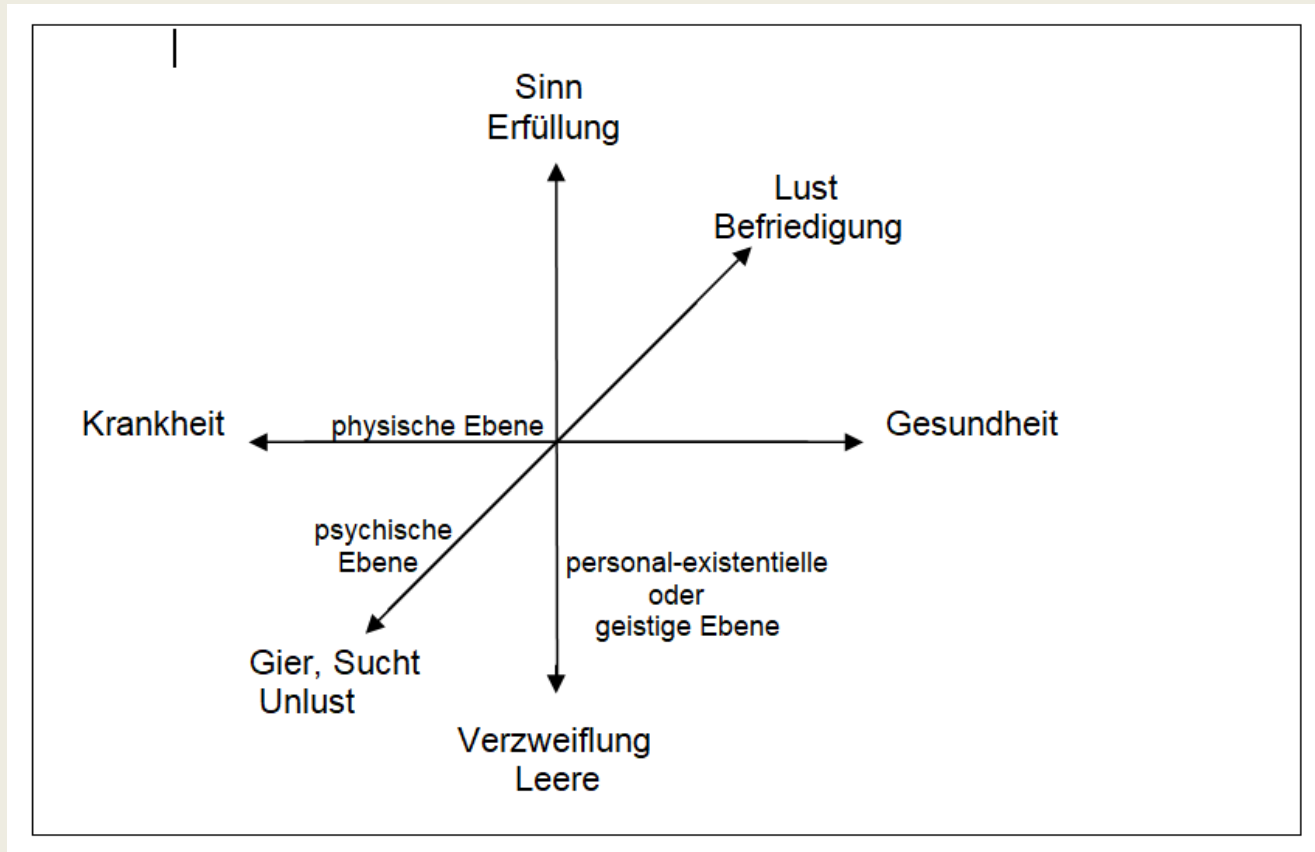 Sinn
Erfüllung
Lust
Befriedigung
Krankheit
physische Ebene
Gesundheit
psychische
Ebene
personal-existentielle
oder
geistige Ebene
Gier, Sucht
Unlust
Verzweiflung
Leere